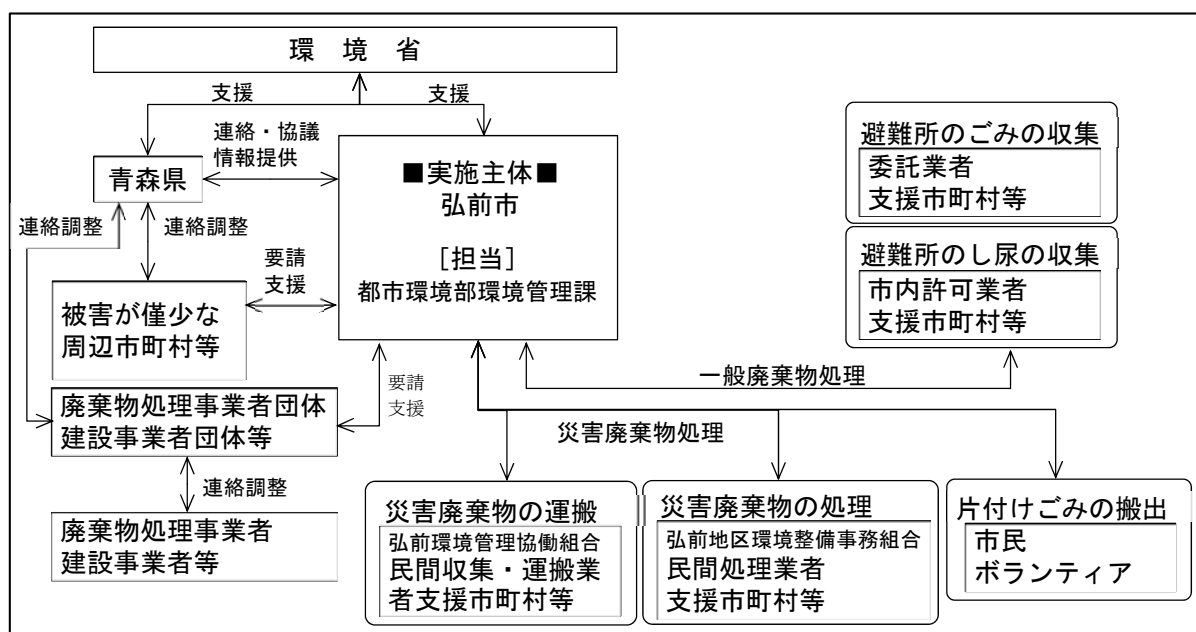 環 境 省
支援
支援
連絡・協議
情報提供
青森県
■実施主体■
弘前市
［担当］
都市環境部環境管理課
連絡調整
連絡調整
要請
支援
被害が僅少な
周辺市町村等
要請
支援
廃棄物処理事業者団体
建設事業者団体等
連絡調整
廃棄物処理事業者
建設事業者等
避難所のごみの収集
委託業者
支援市町村等
避難所のし尿の収集
市内許可業者
支援市町村等
一般廃棄物処理
災害廃棄物処理
災害廃棄物の運搬
弘前環境管理協働組合
民間収集・運搬業
者支援市町村等
災害廃棄物の処理
弘前地区環境整備事務組合
民間処理業者
支援市町村等
片付けごみの搬出
市民
ボランティア